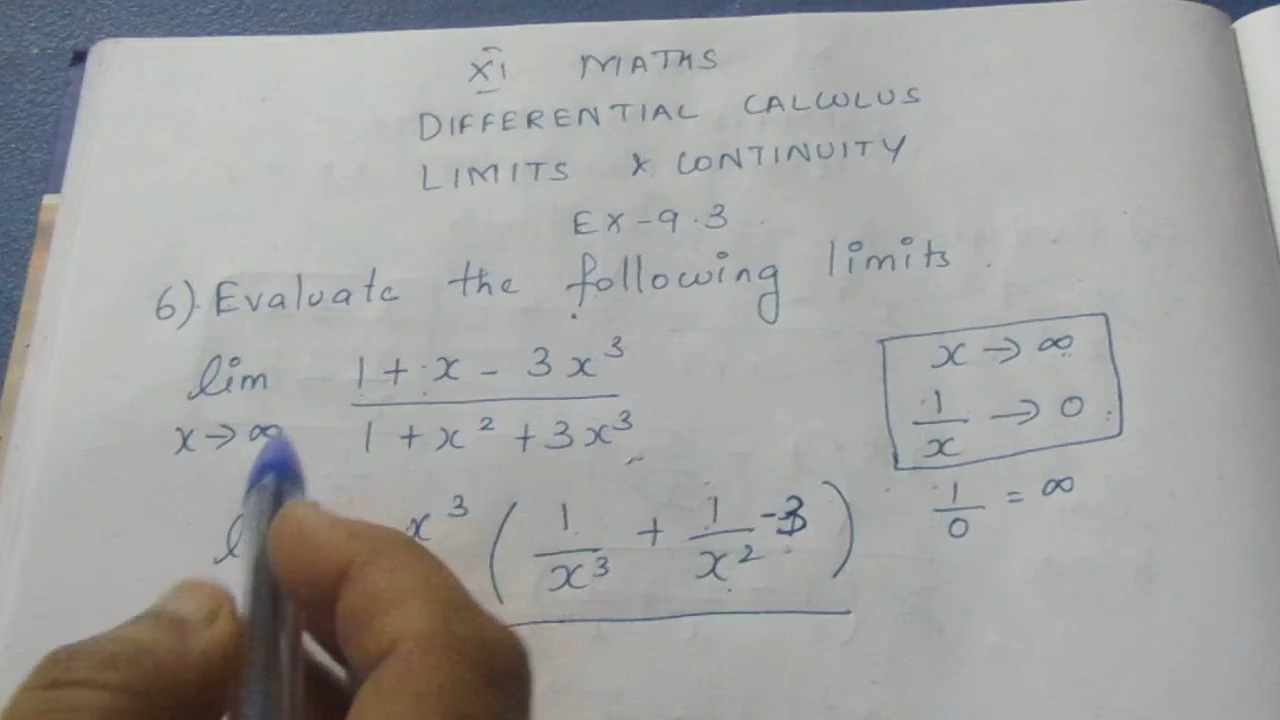 XI MATHS
DIFFERENTIAL CALCULUS
LIMITS & CONTINUITY
EX-9.3
6). Evaluate the following limits.
lim x→∞ (1 + x - 3x³) / (1 + x² + 3x³)
x³ (1/x³ + 1/x² -3)
x → ∞
1/x → 0
1/0 = ∞